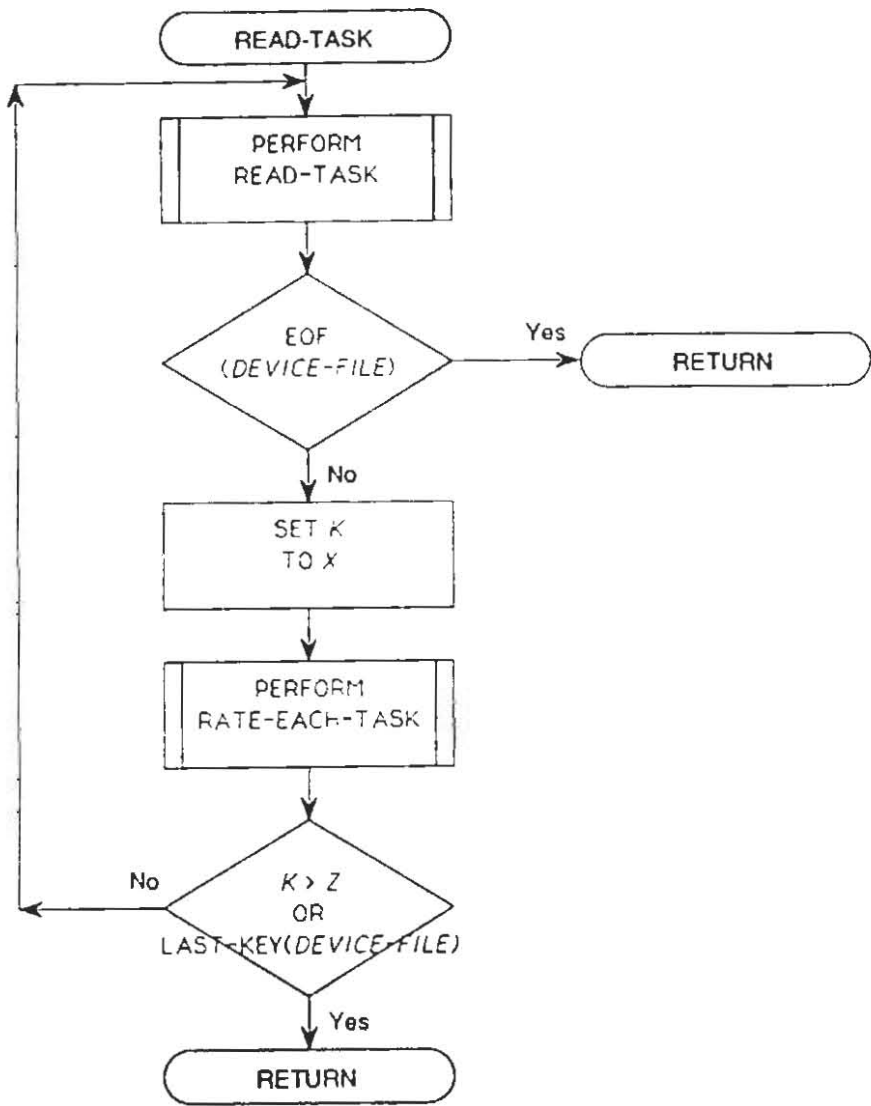 READ-TASK
PERFORM
READ-TASK
EOF
(DEVICE-FILE)
Yes
RETURN
No
SET K
TO X
PERFORM
RATE-EACH-TASK
No
K > Z
OR
LAST-KEY(DEVICE-FILE)
Yes
RETURN